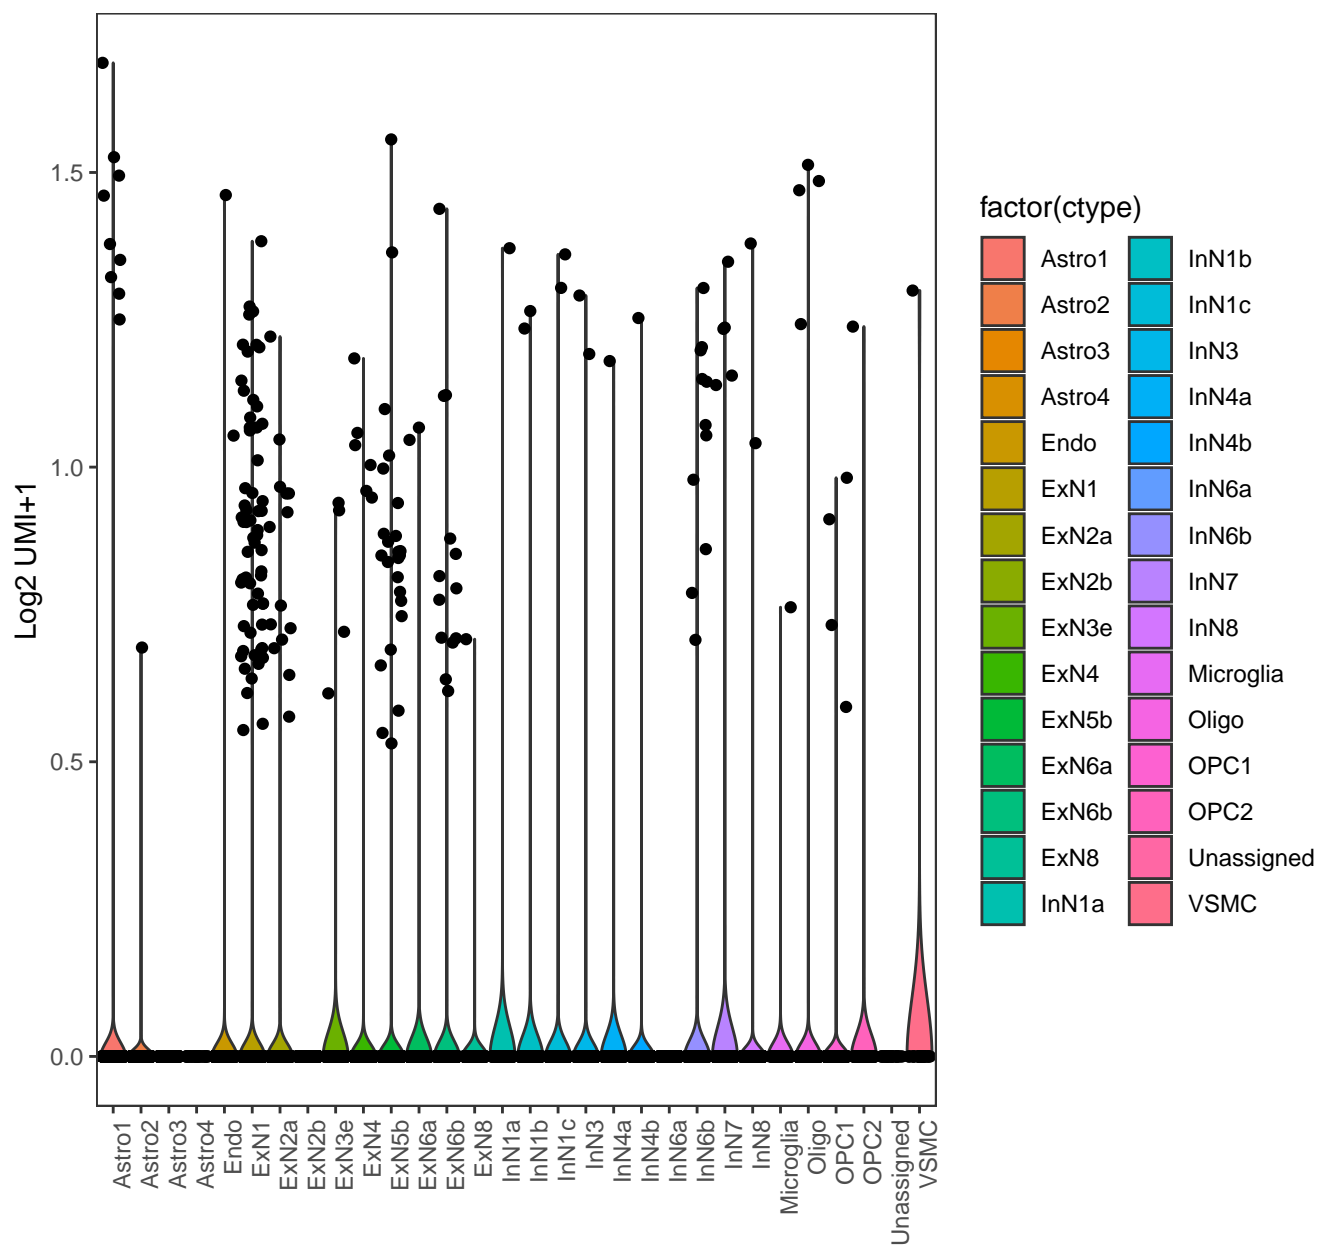 Log2 UMI+1
1.5
1.0
0.5
0.0
Astro1
Astro2
Astro3
Astro4
Endo
ExN1
ExN2a
ExN2b
ExN3e
ExN4
ExN5b
ExN6a
ExN6b
ExN8
InN1a
InN1b
InN1c
InN3
InN4a
InN4b
InN6a
InN6b
InN7
InN8
Microglia
Oligo
OPC1
OPC2
Unassigned
VSMC
factor(ctype)
Astro1
Astro2
Astro3
Astro4
Endo
ExN1
ExN2a
ExN2b
ExN3e
ExN4
ExN5b
ExN6a
ExN6b
ExN8
InN1a
InN1b
InN1c
InN3
InN4a
InN4b
InN6a
InN6b
InN7
InN8
Microglia
Oligo
OPC1
OPC2
Unassigned
VSMC